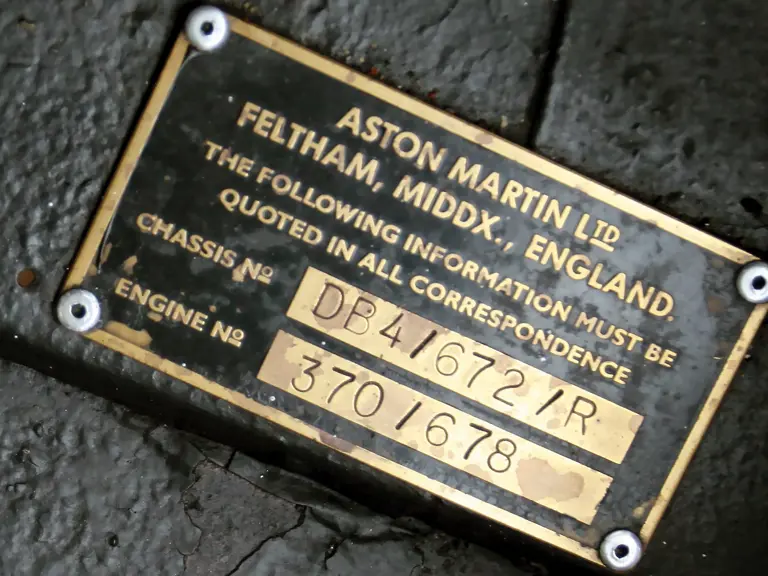 ASTON MARTIN LTD
FELTHAM, MIDDX., ENGLAND.
THE FOLLOWING INFORMATION MUST BE
QUOTED IN ALL CORRESPONDENCE
CHASSIS No DB4/672/R
ENGINE No 370/678